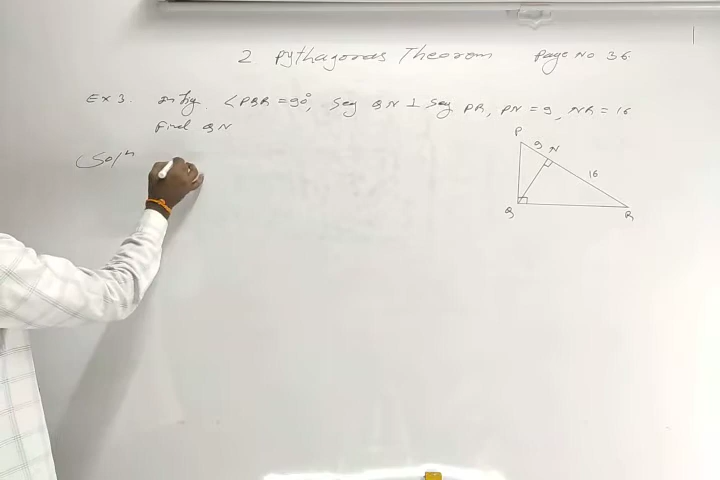 2 Pythagoras Theorem Page No 36
Ex 3. In fig. ∠PQR = 90°, seg QN ⊥ seg PR, PN = 9, NR = 16
Find QN
Solⁿ
P
9 N
16
Q
R